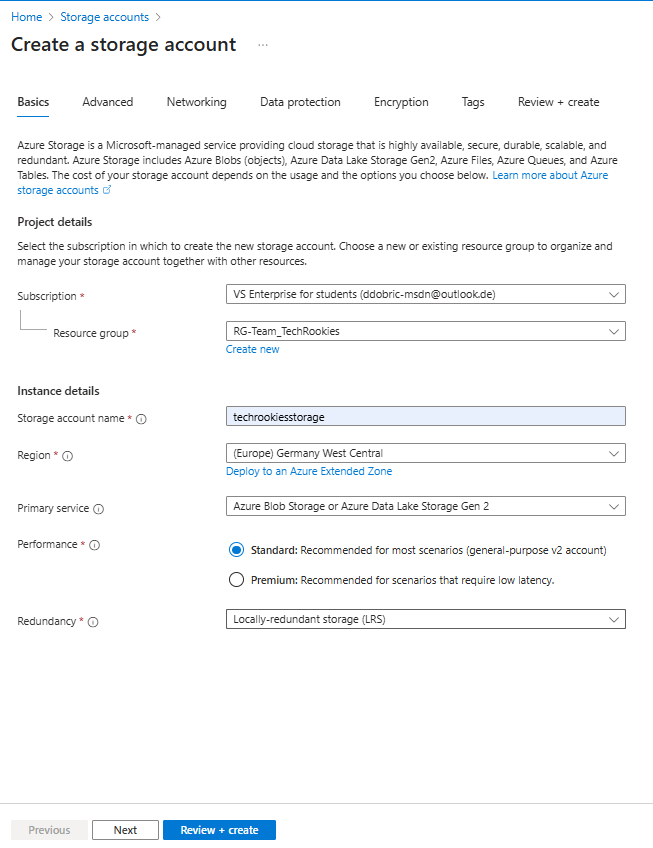 Home > Storage accounts >
Create a storage account ...
Basics Advanced Networking Data protection Encryption Tags Review + create
Azure Storage is a Microsoft-managed service providing cloud storage that is highly available, secure, durable, scalable, and
redundant. Azure Storage includes Azure Blobs (objects), Azure Data Lake Storage Gen2, Azure Files, Azure Queues, and Azure
Tables. The cost of your storage account depends on the usage and the options you choose below. Learn more about Azure
storage accounts
Project details
Select the subscription in which to create the new storage account. Choose a new or existing resource group to organize and
manage your storage account together with other resources.
Subscription * VS Enterprise for students (ddobric-msdn@outlook.de)
Resource group * RG-Team_TechRookies
Create new
Instance details
Storage account name * techrookiesstorage
Region * (Europe) Germany West Central
Deploy to an Azure Extended Zone
Primary service Azure Blob Storage or Azure Data Lake Storage Gen 2
Performance * Standard: Recommended for most scenarios (general-purpose v2 account)
Premium: Recommended for scenarios that require low latency.
Redundancy * Locally-redundant storage (LRS)
Previous Next Review + create